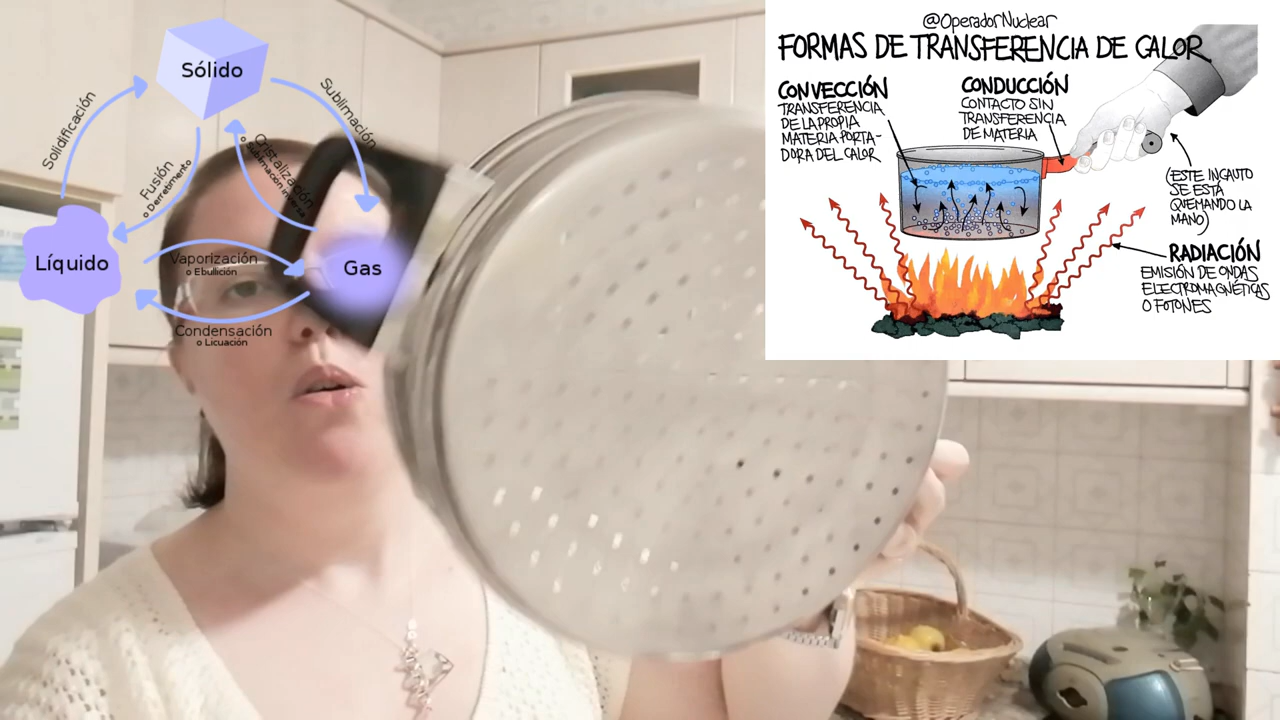 Sólido
Solidificación
Sublimación
Fusión
o Derretimento
Cristalización
o Sublimación inversa
Líquido
Vaporización
o Ebullición
Gas
Condensación
o Licuación
@OperadorNuclear
FORMAS DE TRANSFERENCIA DE CALOR
CONVECCIÓN
TRANSFERENCIA
DE LA PROPIA
MATERIA PORTA-
DORA DEL CALOR
CONDUCCIÓN
CONTACTO SIN
TRANSFERENCIA
DE MATERIA
(ESTE INCAUTO
SE ESTÁ
QUEMANDO LA
MANO)
RADIACIÓN
EMISIÓN DE ONDAS
ELECTROMAGNÉTICAS
O FOTONES